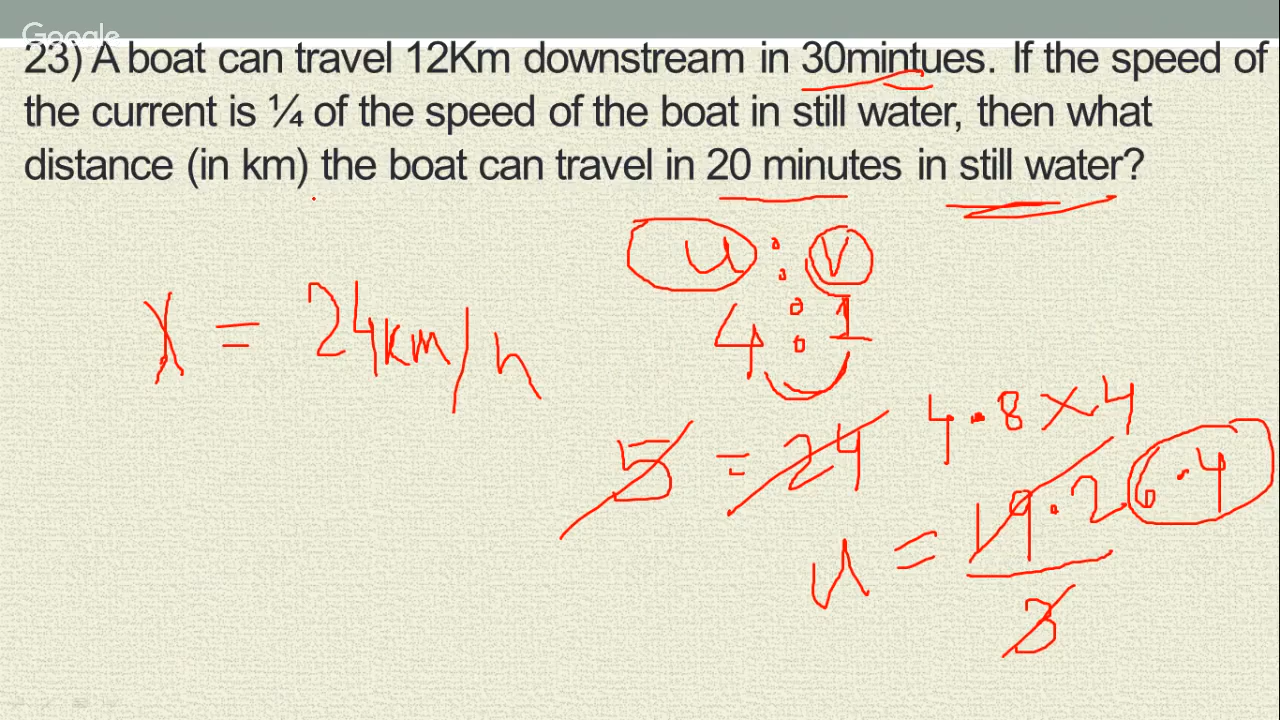 Google
23) A boat can travel 12Km downstream in 30mintues. If the speed of
the current is ¼ of the speed of the boat in still water, then what
distance (in km) the boat can travel in 20 minutes in still water?
u : v
4 : 1
X = 24km/h
5 = 24
4.8 x 4
u = 19.2 6.4
3